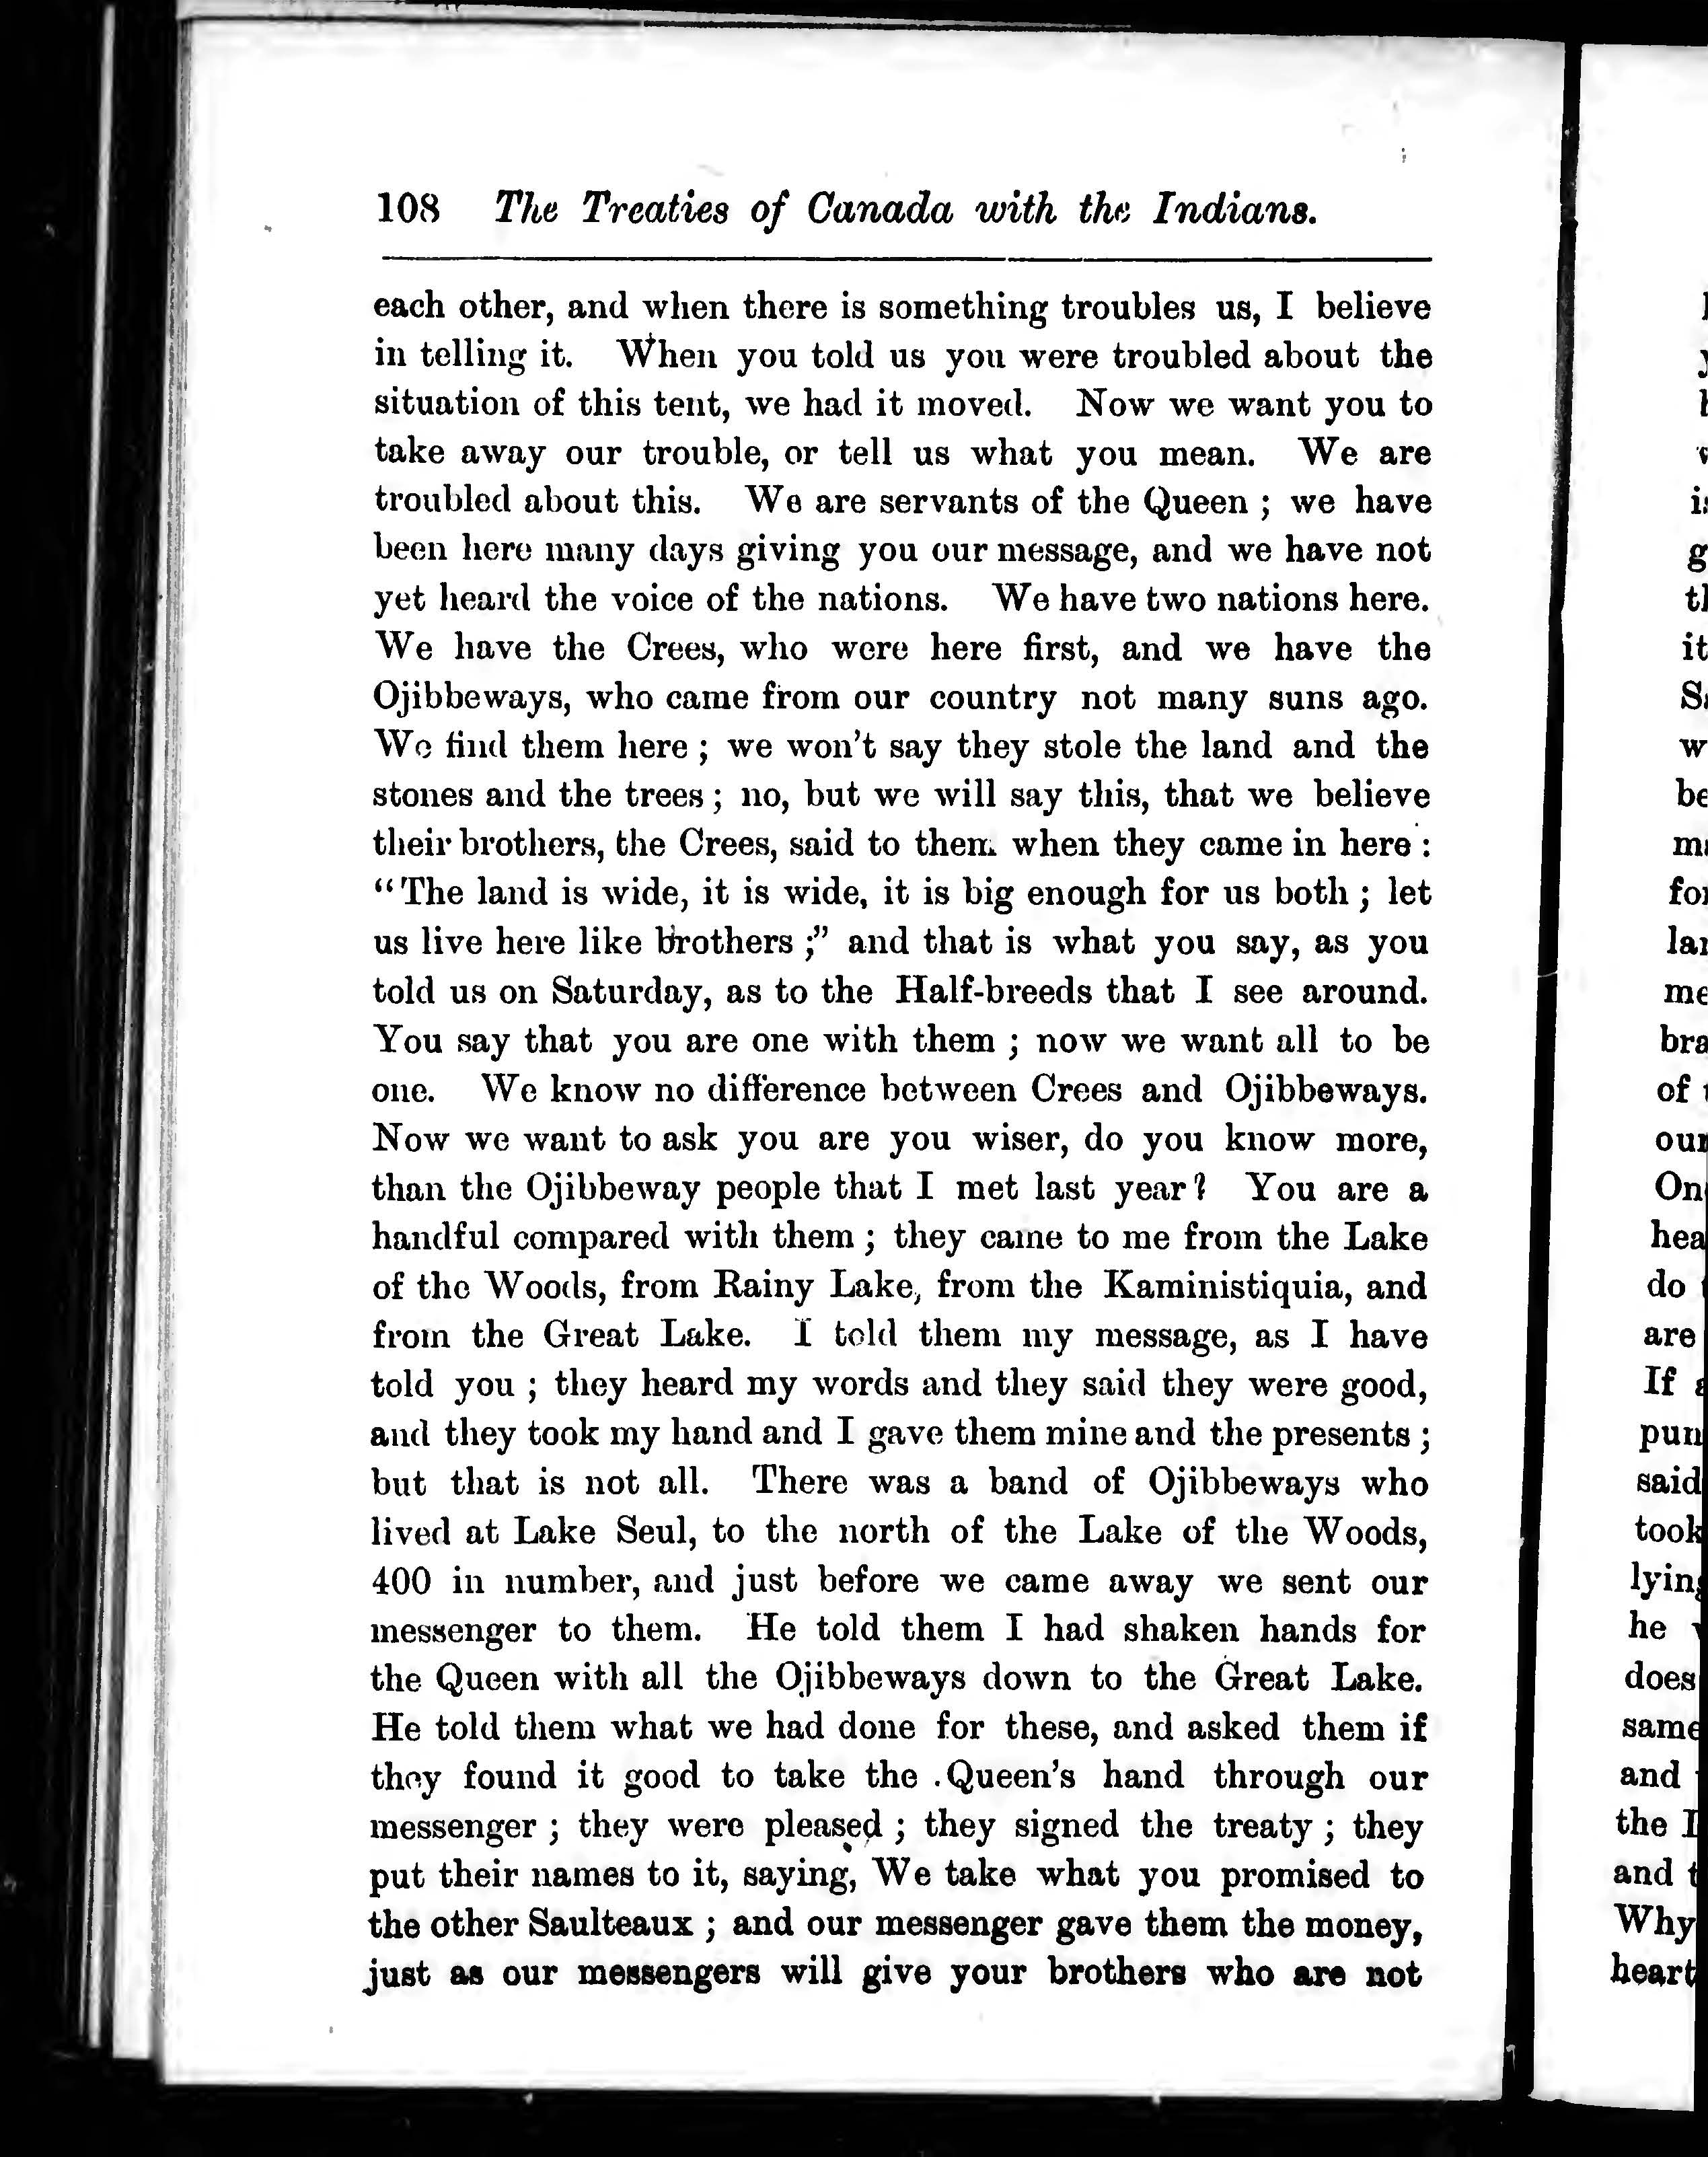 108 The Treaties of Canada with the Indians.
each other, and when there is something troubles us, I believe
in telling it. When you told us you were troubled about the
situation of this tent, we had it moved. Now we want you to
take away our trouble, or tell us what you mean. We are
troubled about this. We are servants of the Queen ; we have
been here many days giving you our message, and we have not
yet heard the voice of the nations. We have two nations here.
We have the Crees, who were here first, and we have the
Ojibbeways, who came from our country not many suns ago.
We find them here ; we won't say they stole the land and the
stones and the trees ; no, but we will say this, that we believe
their brothers, the Crees, said to them when they came in here :
"The land is wide, it is wide, it is big enough for us both ; let
us live here like brothers ;" and that is what you say, as you
told us on Saturday, as to the Half-breeds that I see around.
You say that you are one with them ; now we want all to be
one. We know no difference between Crees and Ojibbeways.
Now we want to ask you are you wiser, do you know more,
than the Ojibbeway people that I met last year? You are a
handful compared with them ; they came to me from the Lake
of the Woods, from Rainy Lake, from the Kaministiquia, and
from the Great Lake. I told them my message, as I have
told you ; they heard my words and they said they were good,
and they took my hand and I gave them mine and the presents ;
but that is not all. There was a band of Ojibbeways who
lived at Lake Seul, to the north of the Lake of the Woods,
400 in number, and just before we came away we sent our
messenger to them. He told them I had shaken hands for
the Queen with all the Ojibbeways down to the Great Lake.
He told them what we had done for these, and asked them if
they found it good to take the Queen's hand through our
messenger ; they were pleased ; they signed the treaty ; they
put their names to it, saying, We take what you promised to
the other Saulteaux ; and our messenger gave them the money,
just as our messengers will give your brothers who are not
it
w
be
me
of
On
do
are
If
said
took
he
does
same
and
the
and
Why
heart